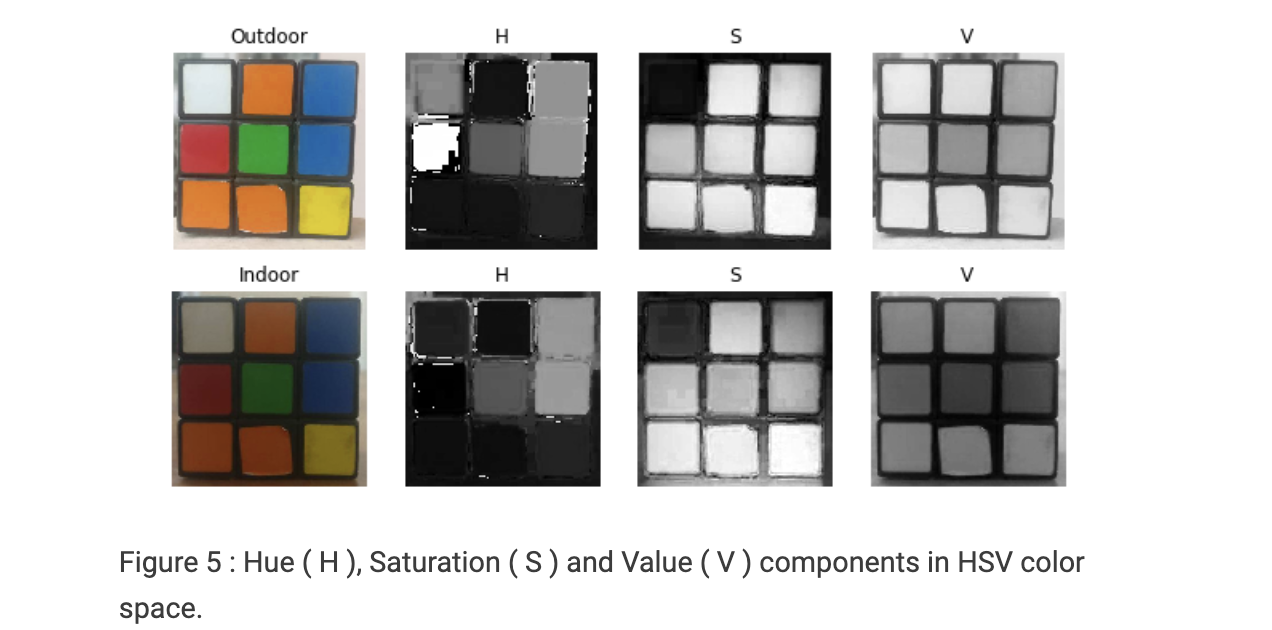 Outdoor H S V
Indoor H S V
Figure 5 : Hue ( H ), Saturation ( S ) and Value ( V ) components in HSV color
space.